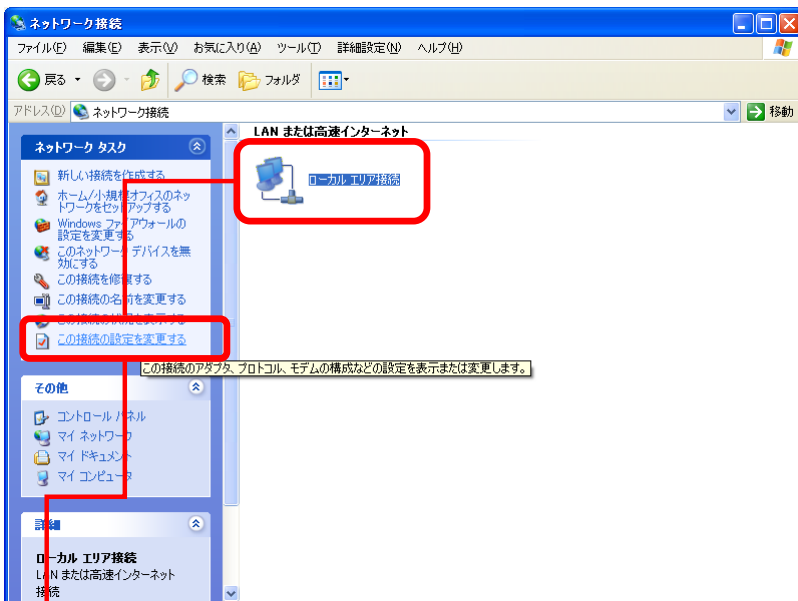 ネットワーク接続
ファイル(F) 編集(E) 表示(V) お気に入り(A) ツール(T) 詳細設定(N) ヘルプ(H)
戻る 検索 フォルダ
アドレス(D) ネットワーク接続 移動
ネットワーク タスク
新しい接続を作成する
ホーム/小規模オフィスのネッ
トワークをセットアップする
Windows ファイアウォールの
設定を変更する
このネットワーク デバイスを無
効にする
この接続を修復する
この接続の名前を変更する
この接続の状況を表示する
この接続の設定を変更する
この接続のアダプタ、プロトコル、モデムの構成などの設定を表示または変更します。
その他
コントロール パネル
マイ ネットワーク
マイ ドキュメント
マイ コンピュータ
詳細
ローカル エリア接続
LAN または高速インターネット
接続
LAN または高速インターネット
ローカル エリア接続